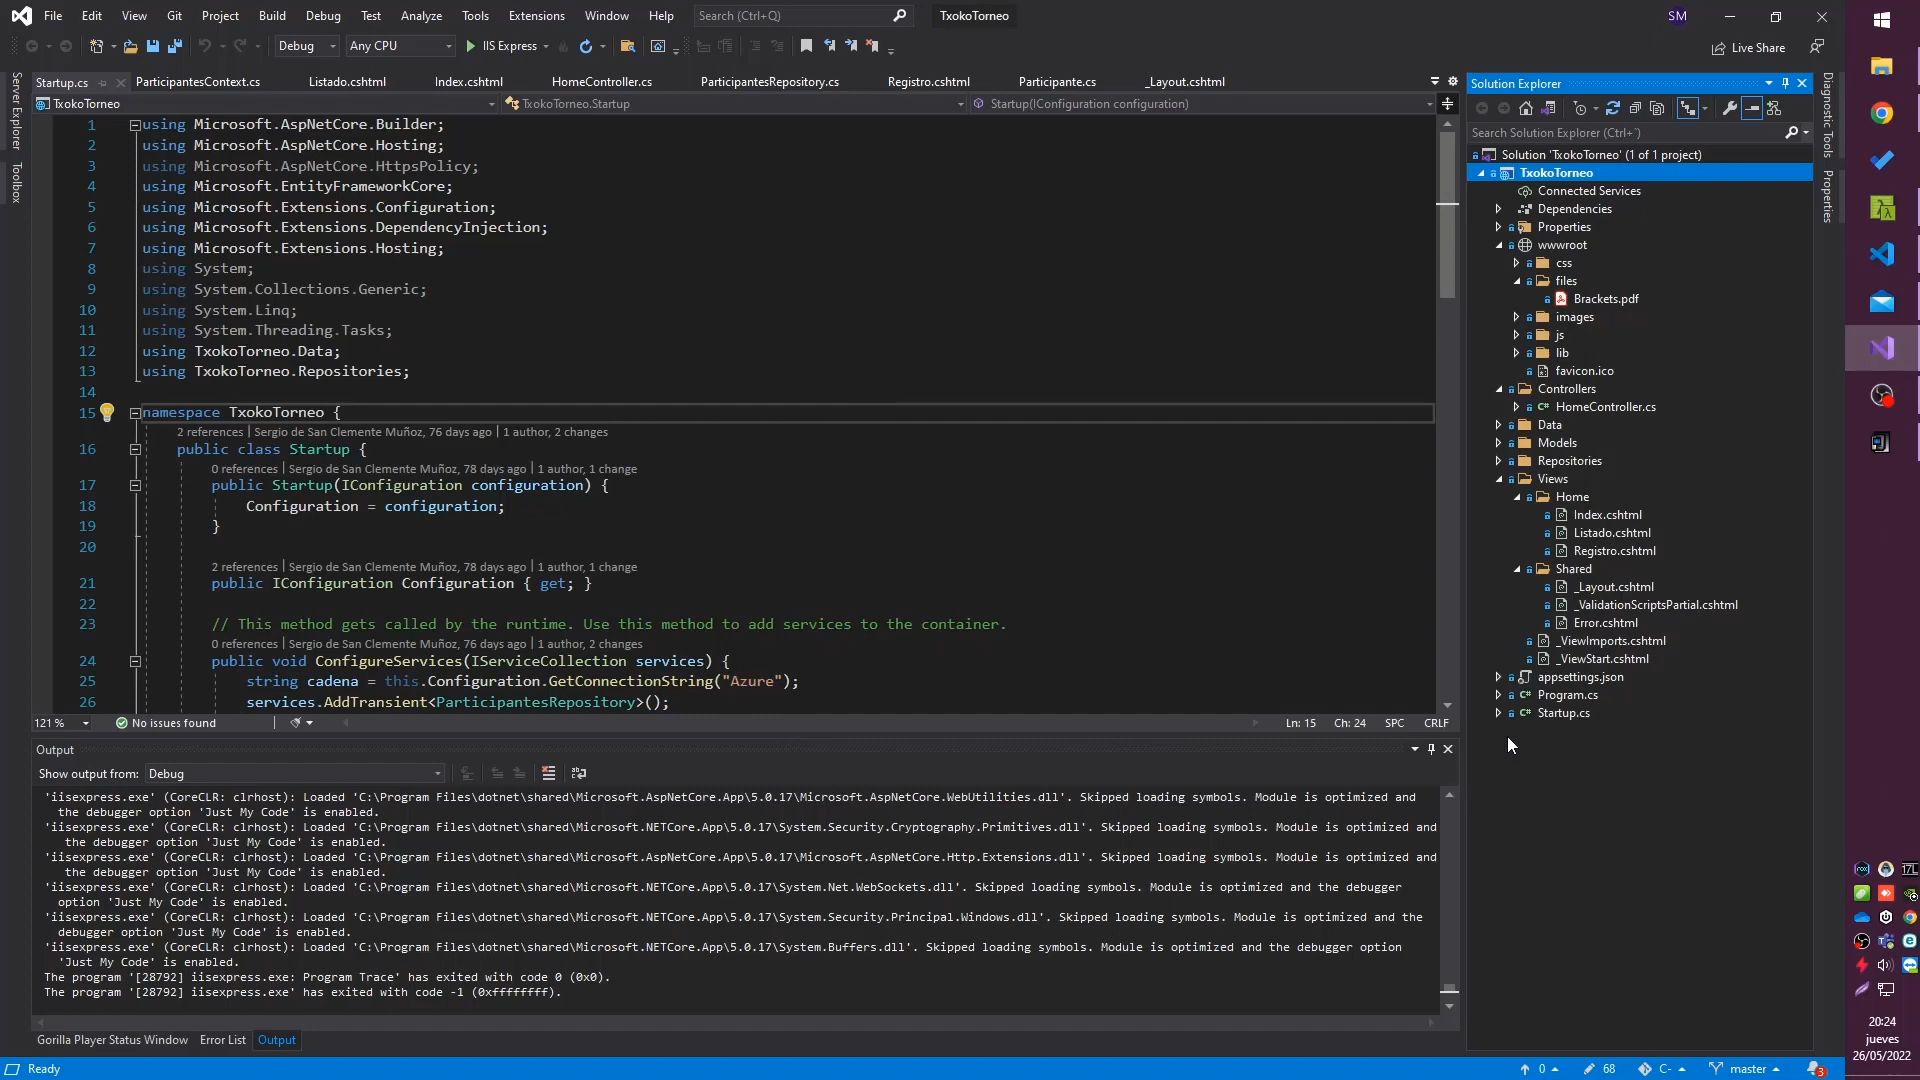 File Edit View Git Project Build Debug Test Analyze Tools Extensions Window Help Search (Ctrl+Q) TxokoTorneo SM
Debug Any CPU IIS Express Live Share
Server Explorer
Toolbox
Startup.cs ParticipantesContext.cs Listado.cshtml Index.cshtml HomeController.cs ParticipantesRepository.cs Registro.cshtml Participante.cs _Layout.cshtml
TxokoTorneo TxokoTorneo.Startup Startup(IConfiguration configuration)
1 using Microsoft.AspNetCore.Builder;
2 using Microsoft.AspNetCore.Hosting;
3 using Microsoft.AspNetCore.HttpsPolicy;
4 using Microsoft.EntityFrameworkCore;
5 using Microsoft.Extensions.Configuration;
6 using Microsoft.Extensions.DependencyInjection;
7 using Microsoft.Extensions.Hosting;
8 using System;
9 using System.Collections.Generic;
10 using System.Linq;
11 using System.Threading.Tasks;
12 using TxokoTorneo.Data;
13 using TxokoTorneo.Repositories;
14
15 namespace TxokoTorneo {
2 references | Sergio de San Clemente Muñoz, 76 days ago | 1 author, 2 changes
16 public class Startup {
0 references | Sergio de San Clemente Muñoz, 78 days ago | 1 author, 1 change
17 public Startup(IConfiguration configuration) {
18 Configuration = configuration;
19 }
20
2 references | Sergio de San Clemente Muñoz, 78 days ago | 1 author, 1 change
21 public IConfiguration Configuration { get; }
22
23 // This method gets called by the runtime. Use this method to add services to the container.
0 references | Sergio de San Clemente Muñoz, 76 days ago | 1 author, 2 changes
24 public void ConfigureServices(IServiceCollection services) {
25 string cadena = this.Configuration.GetConnectionString("Azure");
26 services.AddTransient<ParticipantesRepository>();
121 % No issues found Ln: 15 Ch: 24 SPC CRLF
Output
Show output from: Debug
'iisexpress.exe' (CoreCLR: clrhost): Loaded 'C:\Program Files\dotnet\shared\Microsoft.AspNetCore.App\5.0.17\Microsoft.AspNetCore.WebUtilities.dll'. Skipped loading symbols. Module is optimized and
the debugger option 'Just My Code' is enabled.
'iisexpress.exe' (CoreCLR: clrhost): Loaded 'C:\Program Files\dotnet\shared\Microsoft.NETCore.App\5.0.17\System.Security.Cryptography.Primitives.dll'. Skipped loading symbols. Module is optimized and
the debugger option 'Just My Code' is enabled.
'iisexpress.exe' (CoreCLR: clrhost): Loaded 'C:\Program Files\dotnet\shared\Microsoft.AspNetCore.App\5.0.17\Microsoft.AspNetCore.Http.Extensions.dll'. Skipped loading symbols. Module is optimized and
the debugger option 'Just My Code' is enabled.
'iisexpress.exe' (CoreCLR: clrhost): Loaded 'C:\Program Files\dotnet\shared\Microsoft.NETCore.App\5.0.17\System.Net.WebSockets.dll'. Skipped loading symbols. Module is optimized and the debugger
option 'Just My Code' is enabled.
'iisexpress.exe' (CoreCLR: clrhost): Loaded 'C:\Program Files\dotnet\shared\Microsoft.NETCore.App\5.0.17\System.Security.Principal.Windows.dll'. Skipped loading symbols. Module is optimized and the
debugger option 'Just My Code' is enabled.
'iisexpress.exe' (CoreCLR: clrhost): Loaded 'C:\Program Files\dotnet\shared\Microsoft.NETCore.App\5.0.17\System.Buffers.dll'. Skipped loading symbols. Module is optimized and the debugger option
'Just My Code' is enabled.
The program '[28792] iisexpress.exe: Program Trace' has exited with code 0 (0x0).
The program '[28792] iisexpress.exe' has exited with code -1 (0xffffffff).
Gorilla Player Status Window Error List Output
Solution Explorer
Search Solution Explorer (Ctrl+`)
Solution 'TxokoTorneo' (1 of 1 project)
TxokoTorneo
Connected Services
Dependencies
Properties
wwwroot
css
files
Brackets.pdf
images
js
lib
favicon.ico
Controllers
HomeController.cs
Data
Models
Repositories
Views
Home
Index.cshtml
Listado.cshtml
Registro.cshtml
Shared
_Layout.cshtml
_ValidationScriptsPartial.cshtml
Error.cshtml
_ViewImports.cshtml
_ViewStart.cshtml
appsettings.json
Program.cs
Startup.cs
Diagnostic Tools
Properties
Ready 0 68 C- master 3
20:24
jueves
26/05/2022